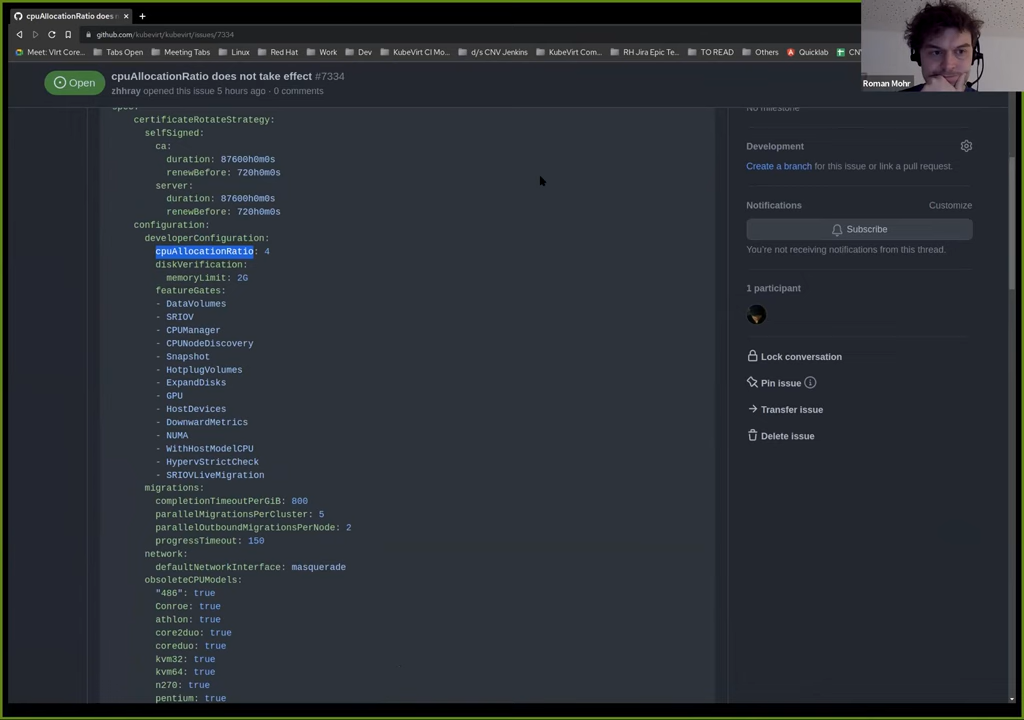 cpuAllocationRatio does n
github.com/kubevirt/kubevirt/issues/7334
Meet: VIrt Core... Tabs Open Meeting Tabs Linux Red Hat Work Dev KubeVirt CI Mo... d/s CNV Jenkins KubeVirt Com... RH Jira Epic Te... TO READ Others Quicklab CN
Open
cpuAllocationRatio does not take effect #7334
zhhray opened this issue 5 hours ago · 0 comments
Roman Mohr
certificateRotateStrategy:
selfSigned:
ca:
duration: 87600h0m0s
renewBefore: 720h0m0s
server:
duration: 87600h0m0s
renewBefore: 720h0m0s
configuration:
developerConfiguration:
cpuAllocationRatio: 4
diskVerification:
memoryLimit: 2G
featureGates:
- DataVolumes
- SRIOV
- CPUManager
- CPUNodeDiscovery
- Snapshot
- HotplugVolumes
- ExpandDisks
- GPU
- HostDevices
- DownwardMetrics
- NUMA
- WithHostModelCPU
- HypervStrictCheck
- SRIOVLiveMigration
migrations:
completionTimeoutPerGiB: 800
parallelMigrationsPerCluster: 5
parallelOutboundMigrationsPerNode: 2
progressTimeout: 150
network:
defaultNetworkInterface: masquerade
obsoleteCPUModels:
"486": true
Conroe: true
athlon: true
core2duo: true
coreduo: true
kvm32: true
kvm64: true
n270: true
pentium: true
No milestone
Development
Create a branch for this issue or link a pull request.
Notifications
Customize
Subscribe
You're not receiving notifications from this thread.
1 participant
Lock conversation
Pin issue
Transfer issue
Delete issue